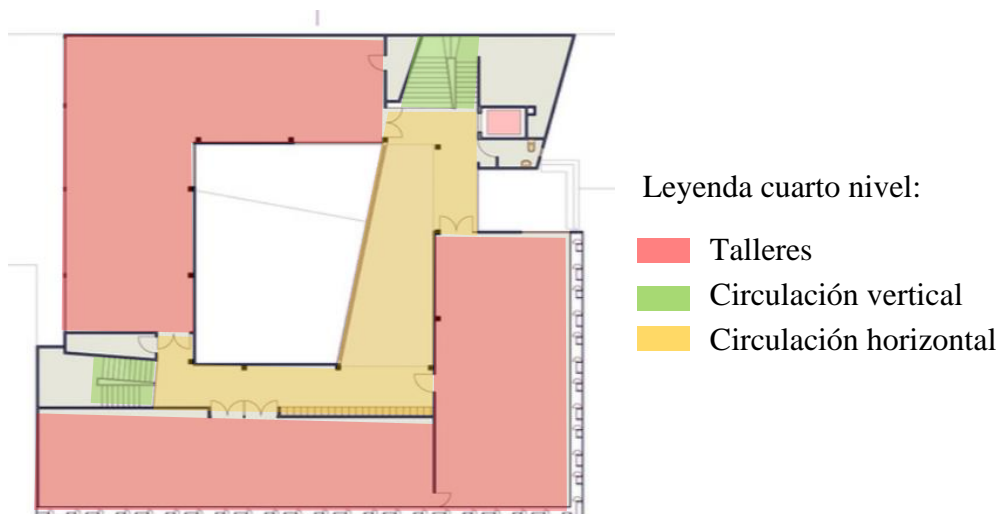 Leyenda cuarto nivel:
Talleres
Circulación vertical
Circulación horizontal